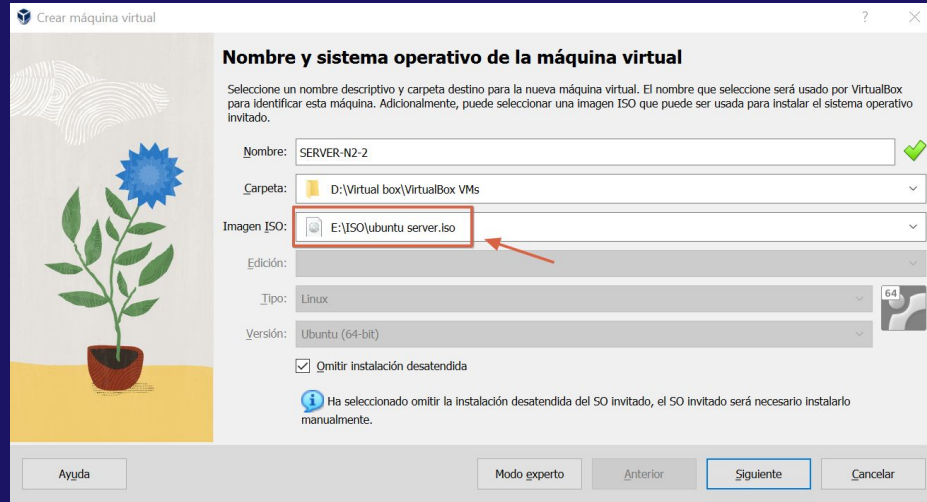 Crear máquina virtual
?
Nombre y sistema operativo de la máquina virtual
Seleccione un nombre descriptivo y carpeta destino para la nueva máquina virtual. El nombre que seleccione será usado por VirtualBox
para identificar esta máquina. Adicionalmente, puede seleccionar una imagen ISO que puede ser usada para instalar el sistema operativo
invitado.
Nombre: SERVER-N2-2
Carpeta: D:\Virtual box\VirtualBox VMs
Imagen ISO: E:\ISO\ubuntu server.iso
Edición:
Tipo: Linux
64
Versión: Ubuntu (64-bit)
Omitir instalación desatendida
Ha seleccionado omitir la instalación desatendida del SO invitado, el SO invitado será necesario instalarlo
manualmente.
Ayuda Modo experto Anterior Siguiente Cancelar